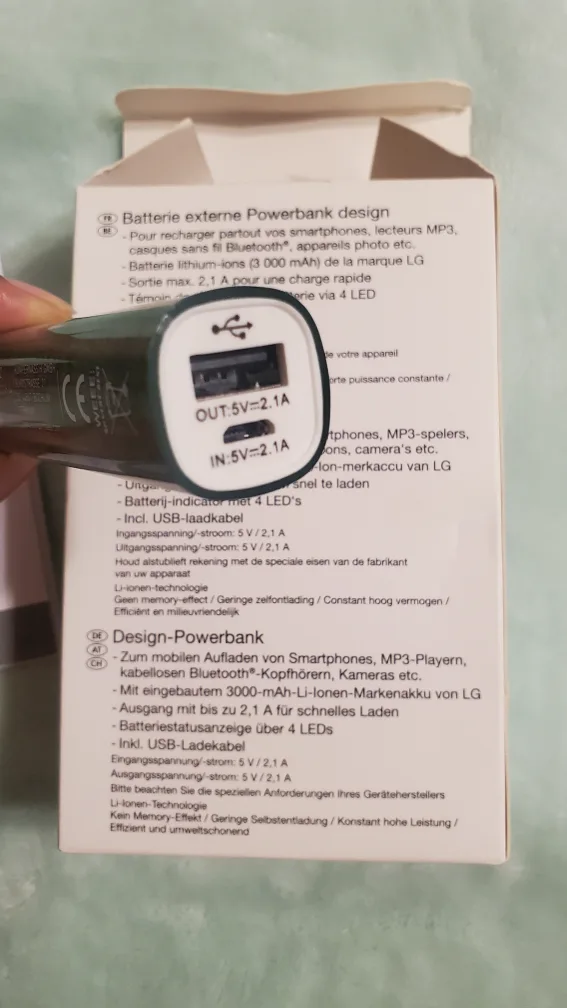 FR
BE
Batterie externe Powerbank design
- Pour recharger partout vos smartphones, lecteurs MP3,
casques sans fil Bluetooth®, appareils photo etc.
- Batterie lithium-ions (3 000 mAh) de la marque LG
- Sortie max. 2,1 A pour une charge rapide
- Témoin de via 4 LED
de votre appareil
puissance constante /
MP3-spelers,
camera's etc.
-Ion-merkaccu van LG
snel te laden
- Batterij-indicator met 4 LED's
- Incl. USB-laadkabel
Ingangsspanning/-stroom: 5 V / 2,1 A
Uitgangsspanning/-stroom: 5 V / 2,1 A
Houd alstublieft rekening met de speciale eisen van de fabrikant
van uw apparaat
Li-ionen-technologie
Geen memory-effect / Geringe zelfontlading / Constant hoog vermogen /
Efficiënt en milieuvriendelijk
DE
AT
CH
Design-Powerbank
- Zum mobilen Aufladen von Smartphones, MP3-Playern,
kabellosen Bluetooth®-Kopfhörern, Kameras etc.
- Mit eingebautem 3000-mAh-Li-Ionen-Markenakku von LG
- Ausgang mit bis zu 2,1 A für schnelles Laden
- Batteriestatusanzeige über 4 LEDs
- Inkl. USB-Ladekabel
Eingangsspannung/-strom: 5 V / 2,1 A
Ausgangsspannung/-strom: 5 V / 2,1 A
Bitte beachten Sie die speziellen Anforderungen Ihres Geräteherstellers
Li-Ionen-Technologie
Kein Memory-Effekt / Geringe Selbstentladung / Konstant hohe Leistung /
Effizient und umweltschonend
OUT:5V⎓2.1A
IN:5V⎓2.1A
CE